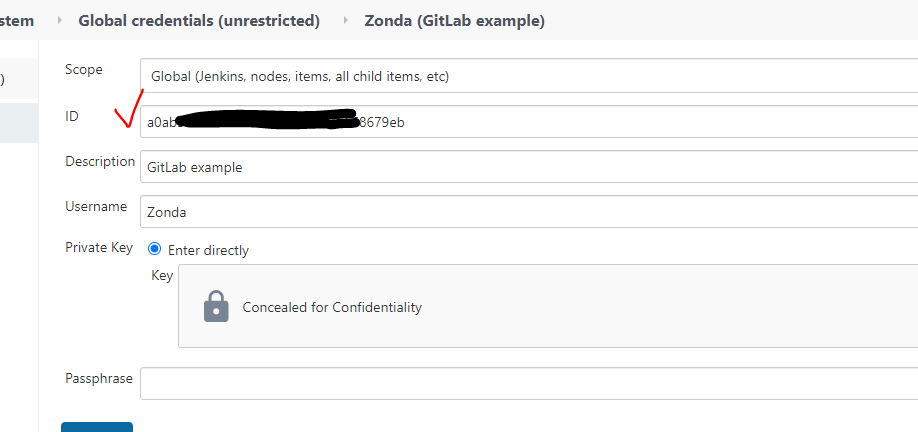 stem > Global credentials (unrestricted) > Zonda (GitLab example)
)
Scope Global (Jenkins, nodes, items, all child items, etc)
ID a0ab 8679eb
Description GitLab example
Username Zonda
Private Key Enter directly
Key
Concealed for Confidentiality
Passphrase